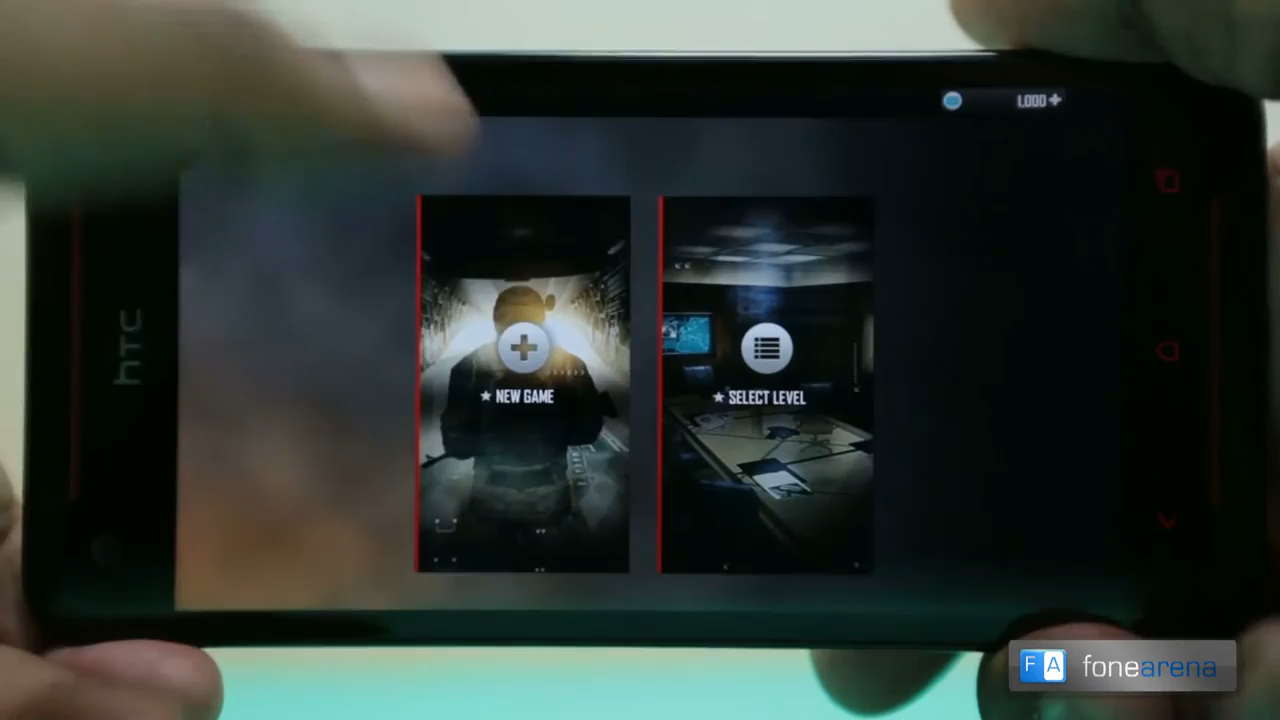 1,000
hTC
★ NEW GAME
★ SELECT LEVEL
FA fonearena